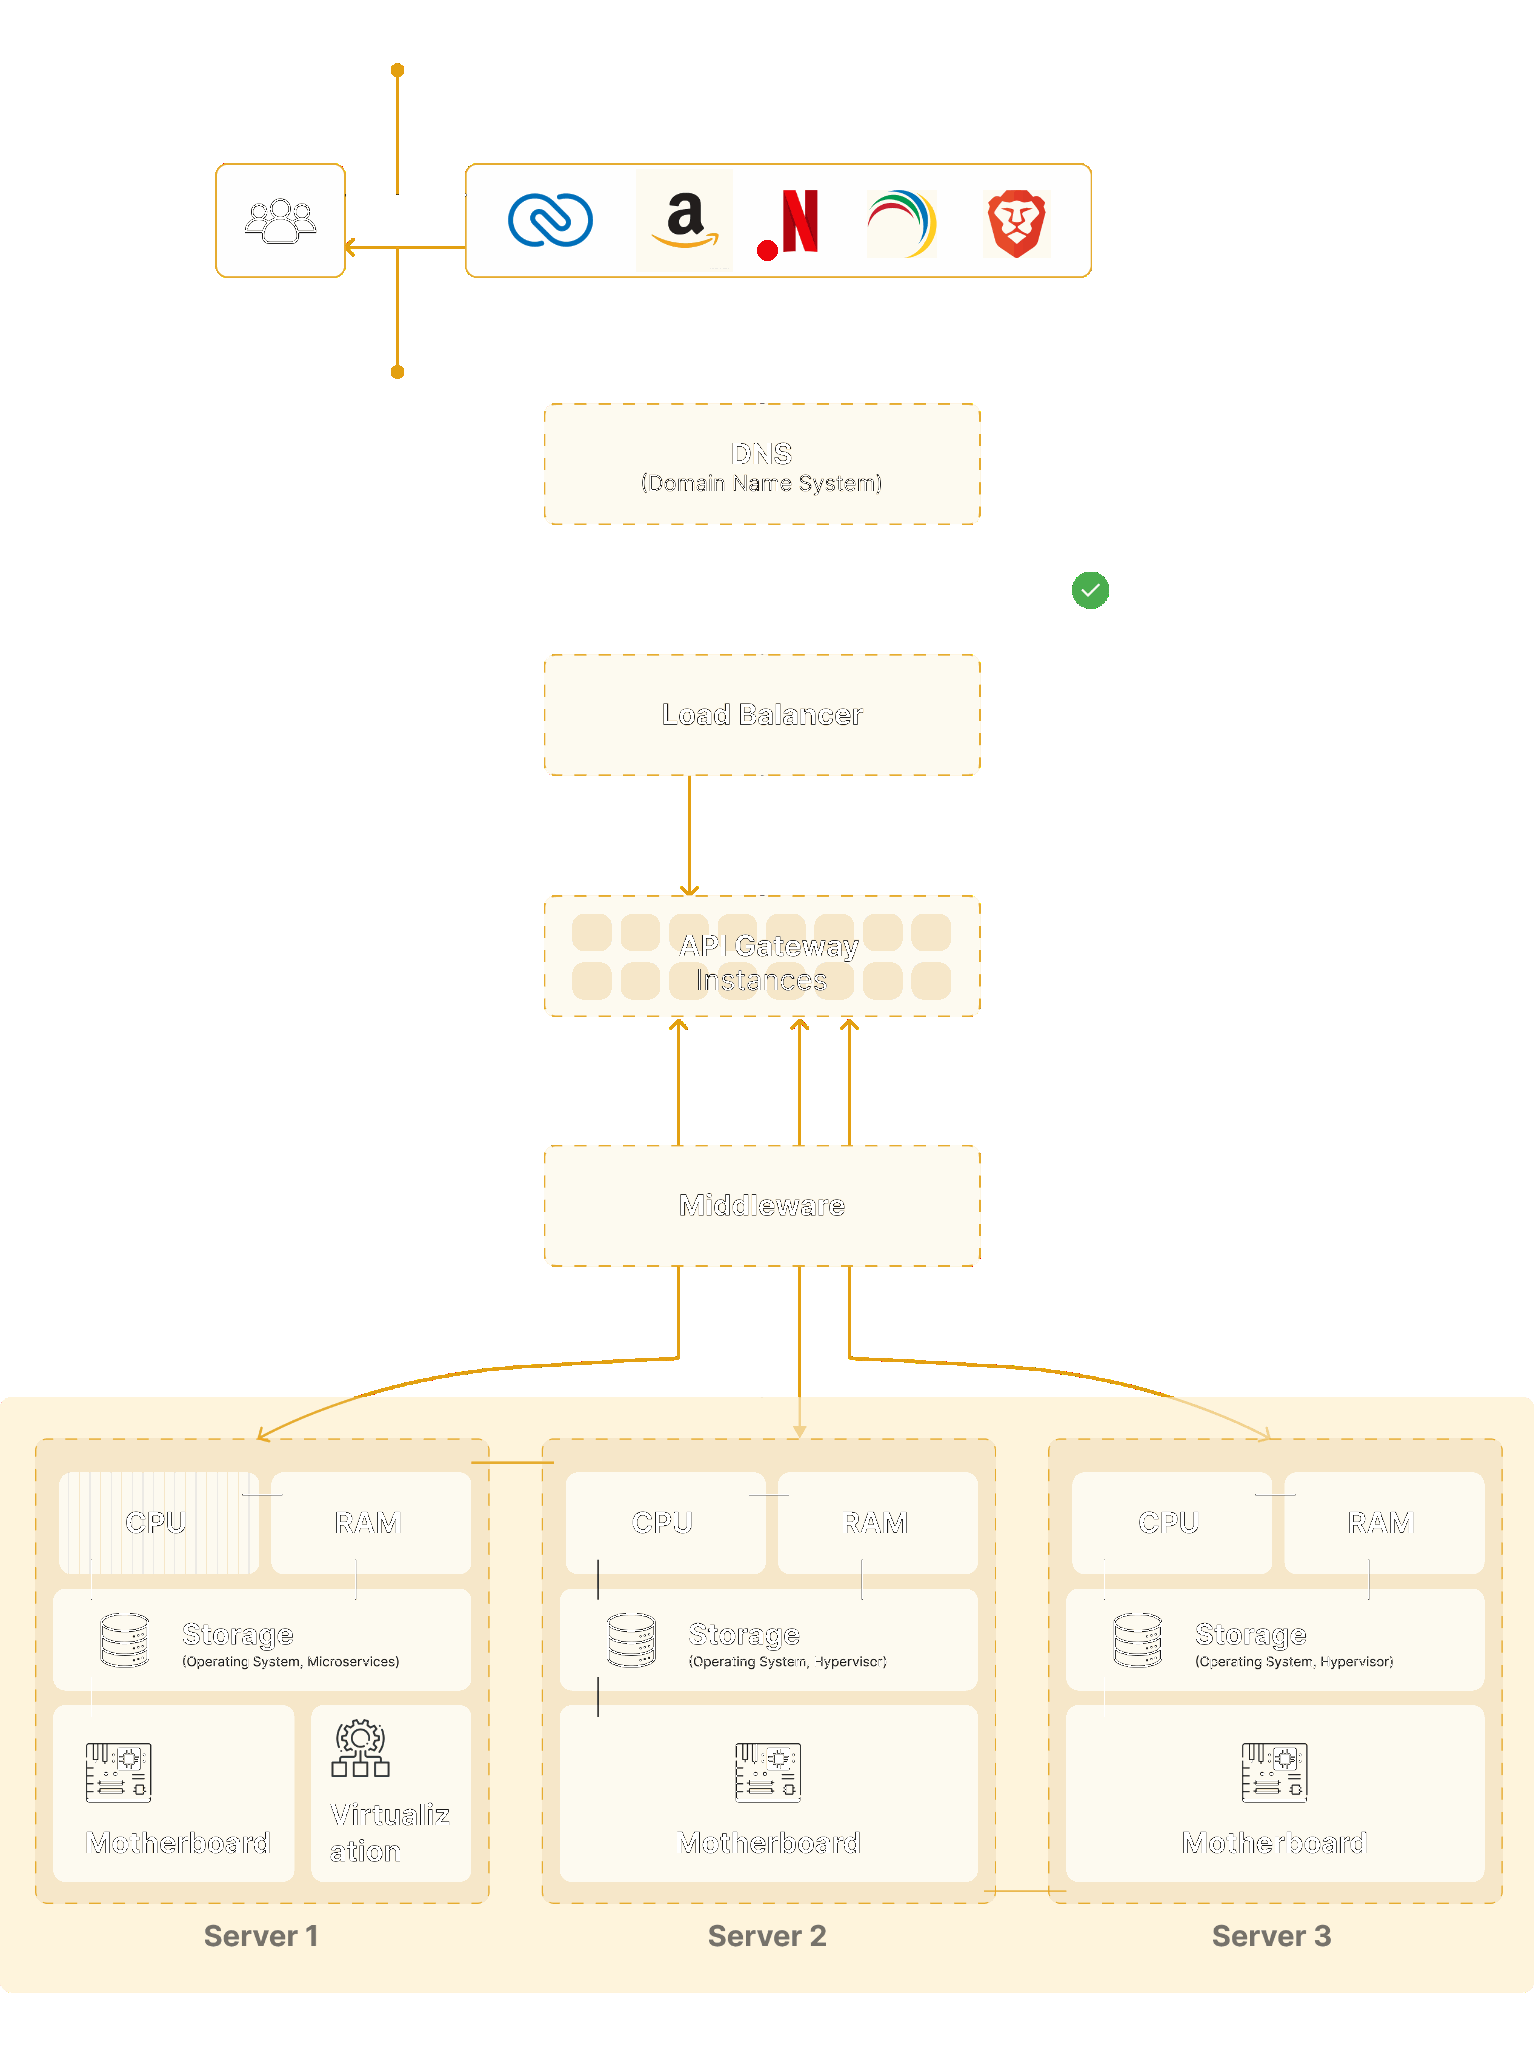 DNS
(Domain Name System)
Load Balancer
API Gateway
Instances
Middleware
CPU
RAM
CPU
RAM
CPU
RAM
Storage
(Operating System, Microservices)
Storage
(Operating System, Hypervisor)
Storage
(Operating System, Hypervisor)
Motherboard
Virtualiz
ation
Motherboard
Motherboard
Server 1
Server 2
Server 3